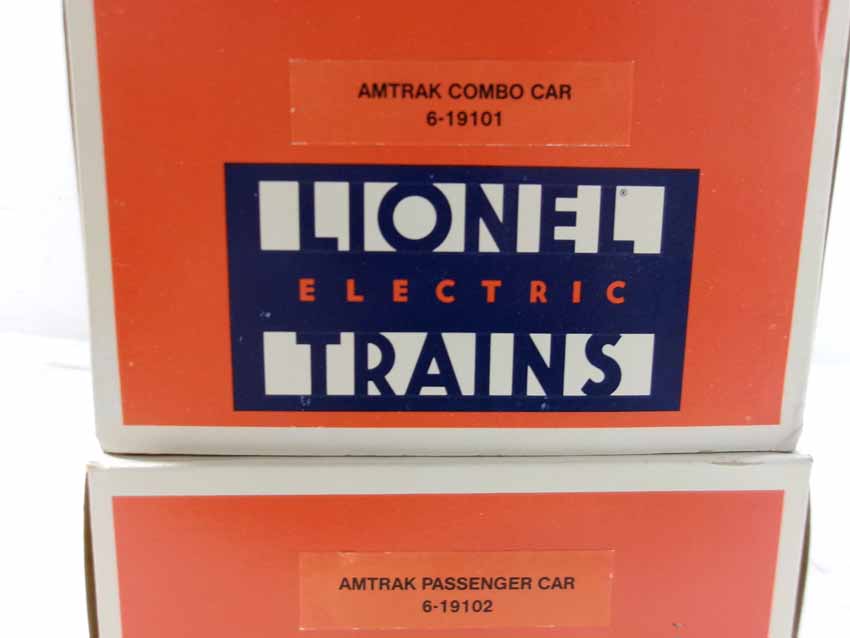 AMTRAK COMBO CAR
6-19101
LIONEL®
ELECTRIC
TRAINS
AMTRAK PASSENGER CAR
6-19102